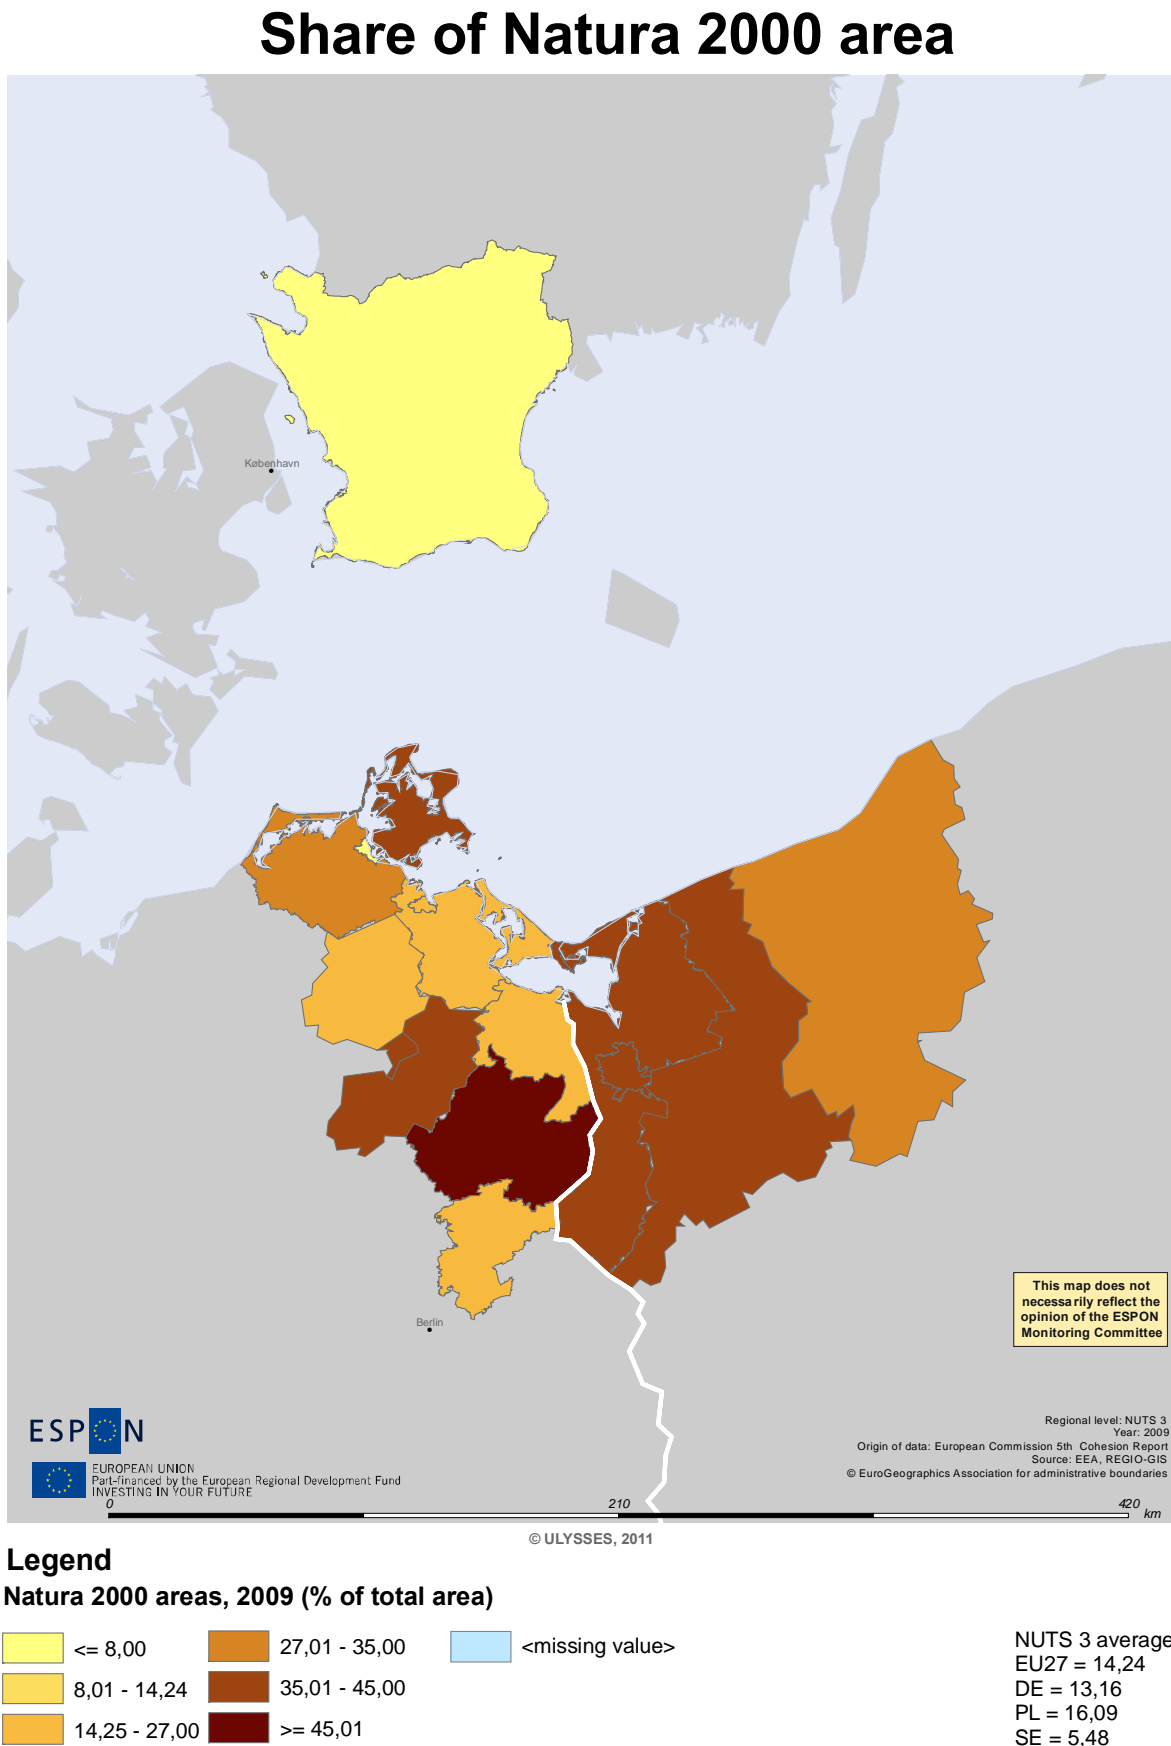 Share of Natura 2000 area
København
Berlin
This map does not
necessarily reflect the
opinion of the ESPON
Monitoring Committee
ESPON
EUROPEAN UNION
Part-financed by the European Regional Development Fund
INVESTING IN YOUR FUTURE
Regional level: NUTS 3
Year: 2009
Origin of data: European Commission 5th Cohesion Report
Source: EEA, REGIO-GIS
© EuroGeographics Association for administrative boundaries
0 210 420
km
© ULYSSES, 2011
Legend
Natura 2000 areas, 2009 (% of total area)
<= 8,00
8,01 - 14,24
14,25 - 27,00
27,01 - 35,00
35,01 - 45,00
>= 45,01
<missing value>
NUTS 3 average
EU27 = 14,24
DE = 13,16
PL = 16,09
SE = 5,48